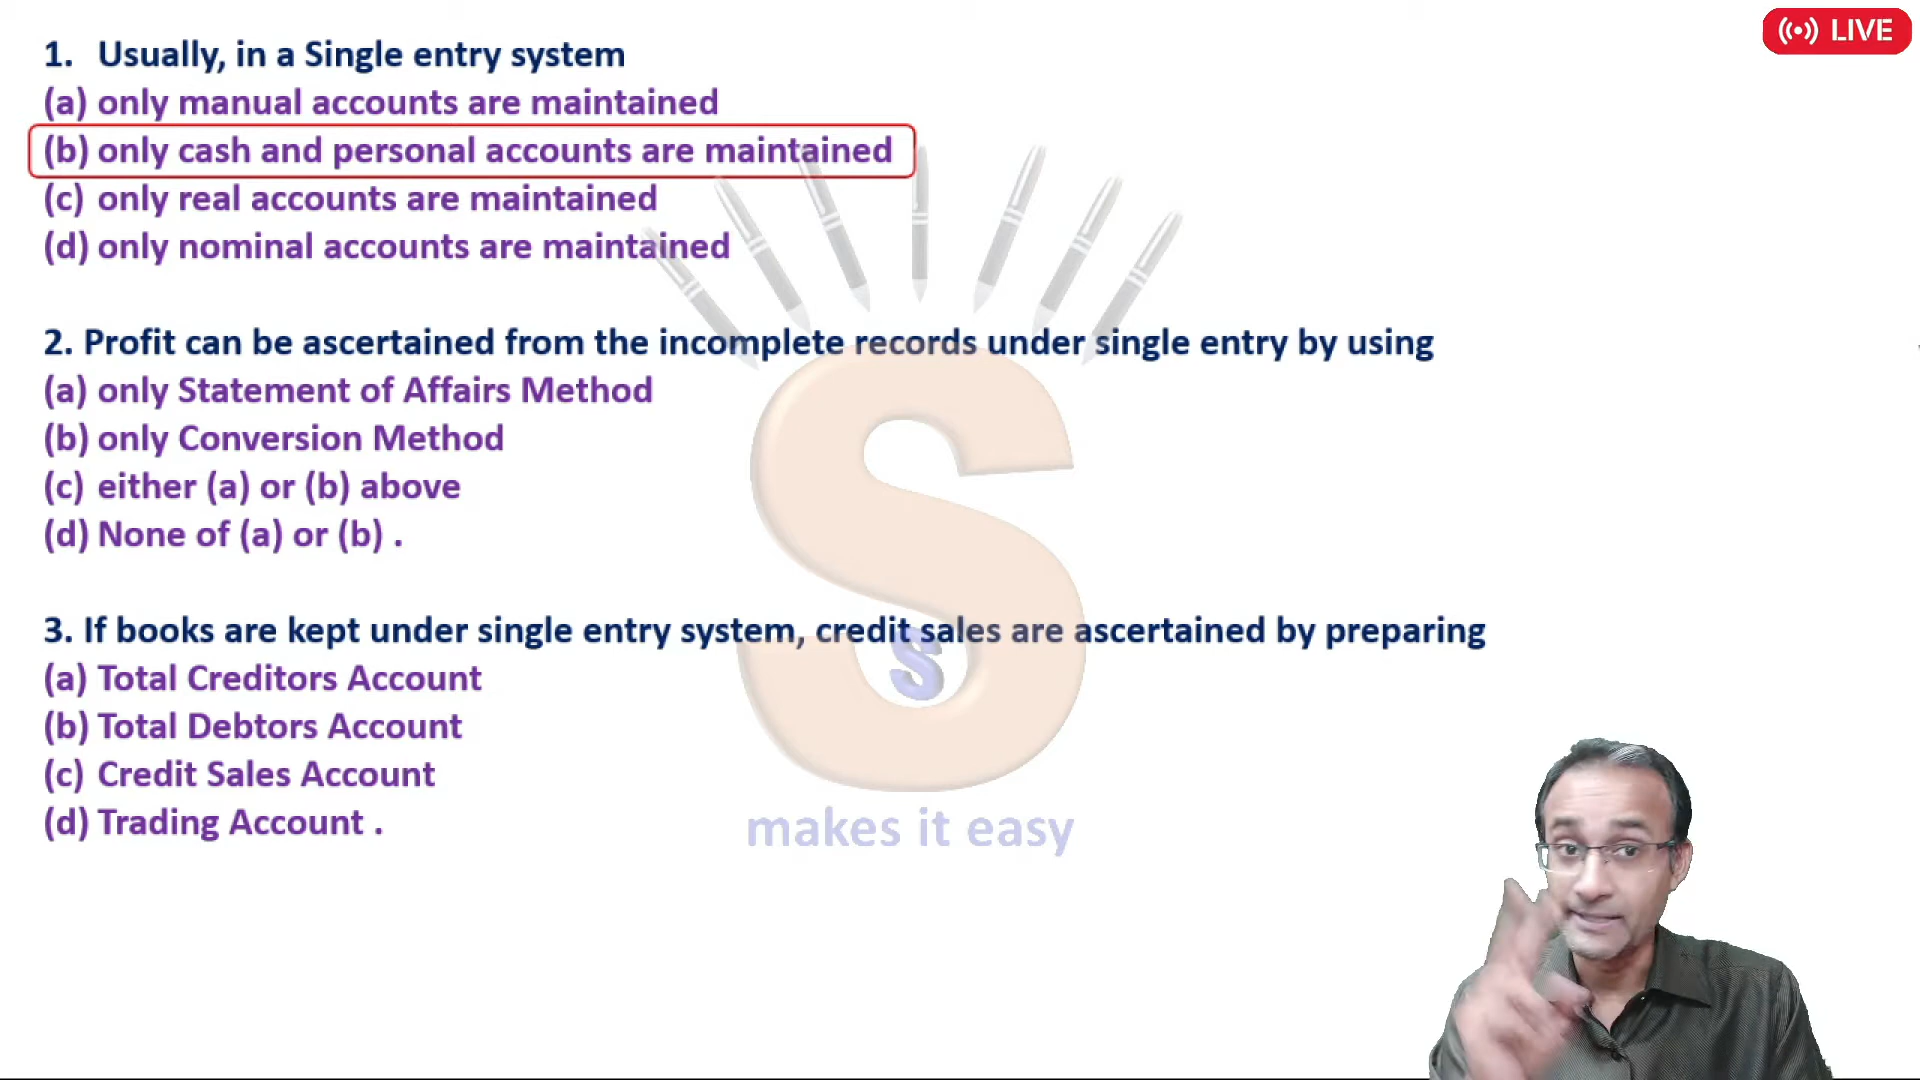 LIVE
1. Usually, in a Single entry system
(a) only manual accounts are maintained
(b) only cash and personal accounts are maintained
(c) only real accounts are maintained
(d) only nominal accounts are maintained
2. Profit can be ascertained from the incomplete records under single entry by using
(a) only Statement of Affairs Method
(b) only Conversion Method
(c) either (a) or (b) above
(d) None of (a) or (b) .
3. If books are kept under single entry system, credit sales are ascertained by preparing
(a) Total Creditors Account
(b) Total Debtors Account
(c) Credit Sales Account
(d) Trading Account .
S
S
makes it easy